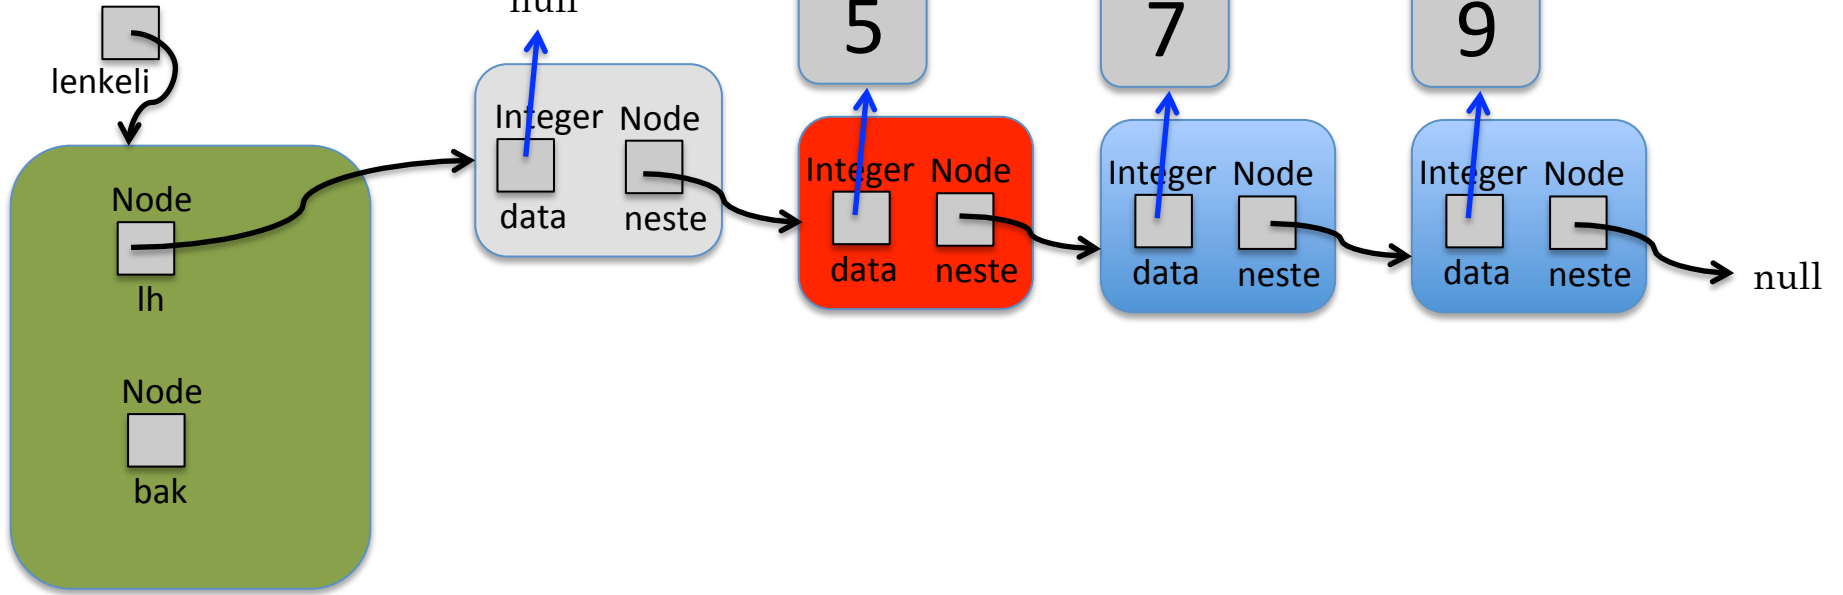 null
5
7
9
lenkeli
Integer Node
data neste
Integer Node
data neste
Integer Node
data neste
Integer Node
data neste
null
Node
lh
Node
bak